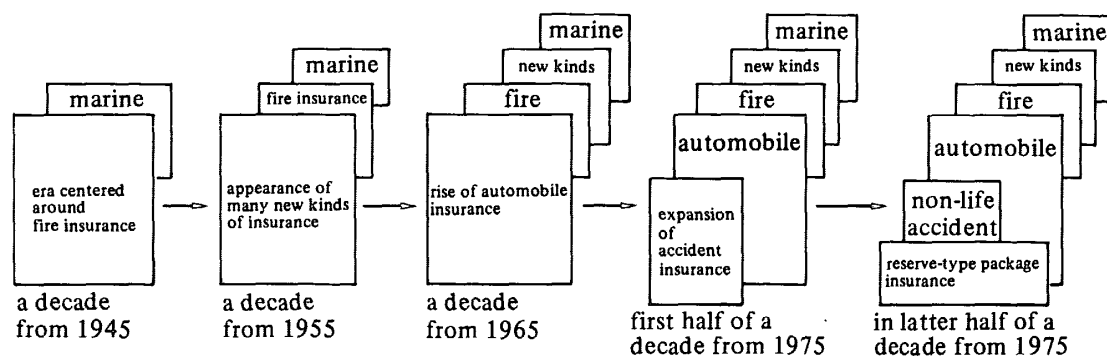 marine
era centered
around
fire insurance
a decade
from 1945
marine
fire insurance
appearance of
many new kinds
of insurance
a decade
from 1955
marine
new kinds
fire
rise of automobile
insurance
a decade
from 1965
marine
new kinds
fire
automobile
expansion
of
accident
insurance
first half of a
decade from 1975
marine
new kinds
fire
automobile
non-life
accident
reserve-type package
insurance
in latter half of a
decade from 1975